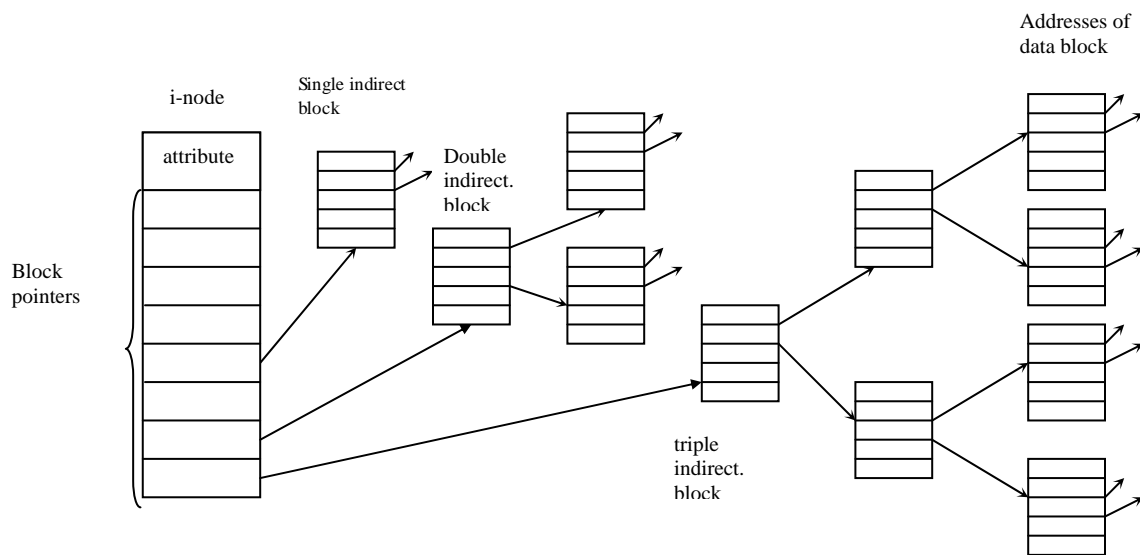 Addresses of
data block
Single indirect
block
i-node
attribute
Double
indirect.
block
Block
pointers
triple
indirect.
block